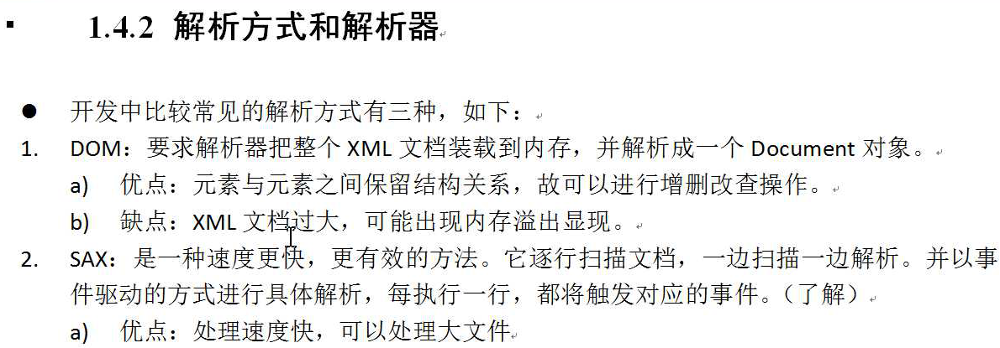 ▪ 1.4.2 解析方式和解析器
● 开发中比较常见的解析方式有三种，如下：
1. DOM：要求解析器把整个 XML 文档装载到内存，并解析成一个 Document 对象。
a) 优点：元素与元素之间保留结构关系，故可以进行增删改查操作。
b) 缺点：XML 文档过大，可能出现内存溢出显现。
2. SAX：是一种速度更快，更有效的方法。它逐行扫描文档，一边扫描一边解析。并以事
件驱动的方式进行具体解析，每执行一行，都将触发对应的事件。（了解）
a) 优点：处理速度快，可以处理大文件